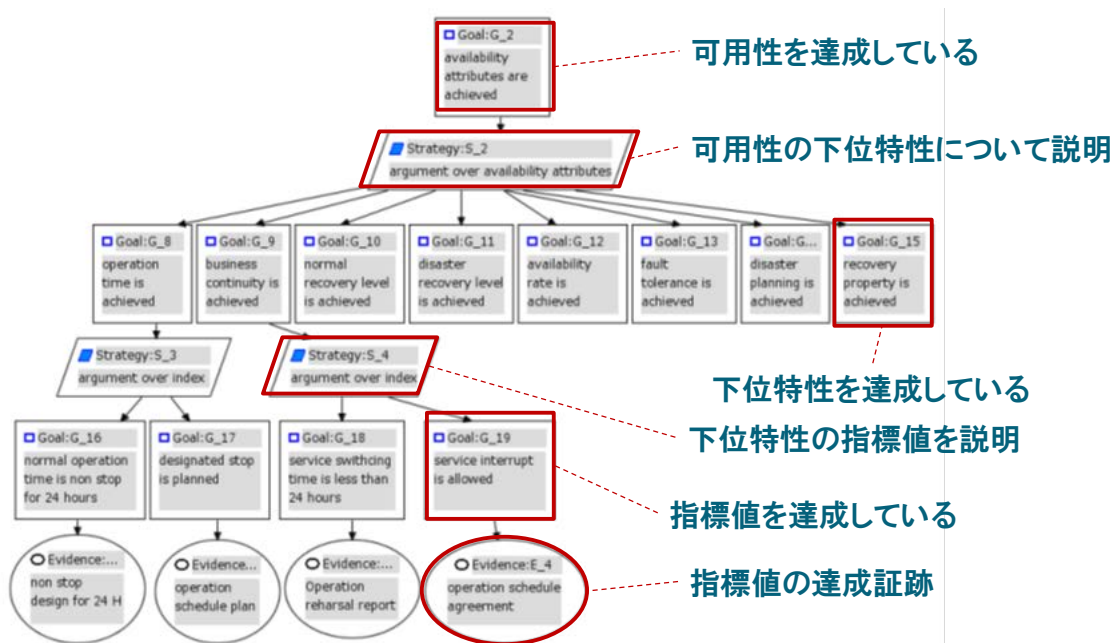 Goal:G_2
availability
attributes are
achieved
可用性を達成している
Strategy:S_2
argument over availability attributes
可用性の下位特性について説明
Goal:G_8
operation
time is
achieved
Goal:G_9
business
continuity is
achieved
Goal:G_10
normal
recovery level
is achieved
Goal:G_11
disaster
recovery level
is achieved
Goal:G_12
availability
rate is
achieved
Goal:G_13
fault
tolerance is
achieved
Goal:G...
disaster
planning is
achieved
Goal:G_15
recovery
property is
achieved
Strategy:S_3
argument over index
Strategy:S_4
argument over index
下位特性を達成している
下位特性の指標値を説明
Goal:G_16
normal operation
time is non stop
for 24 hours
Goal:G_17
designated stop
is planned
Goal:G_18
service swithcing
time is less than
24 hours
Goal:G_19
service interrupt
is allowed
指標値を達成している
Evidence:...
non stop
design for 24 H
Evidence...
operation
schedule plan
Evidence:...
Operation
reharsal report
Evidence:E_4
operation schedule
agreement
指標値の達成証跡